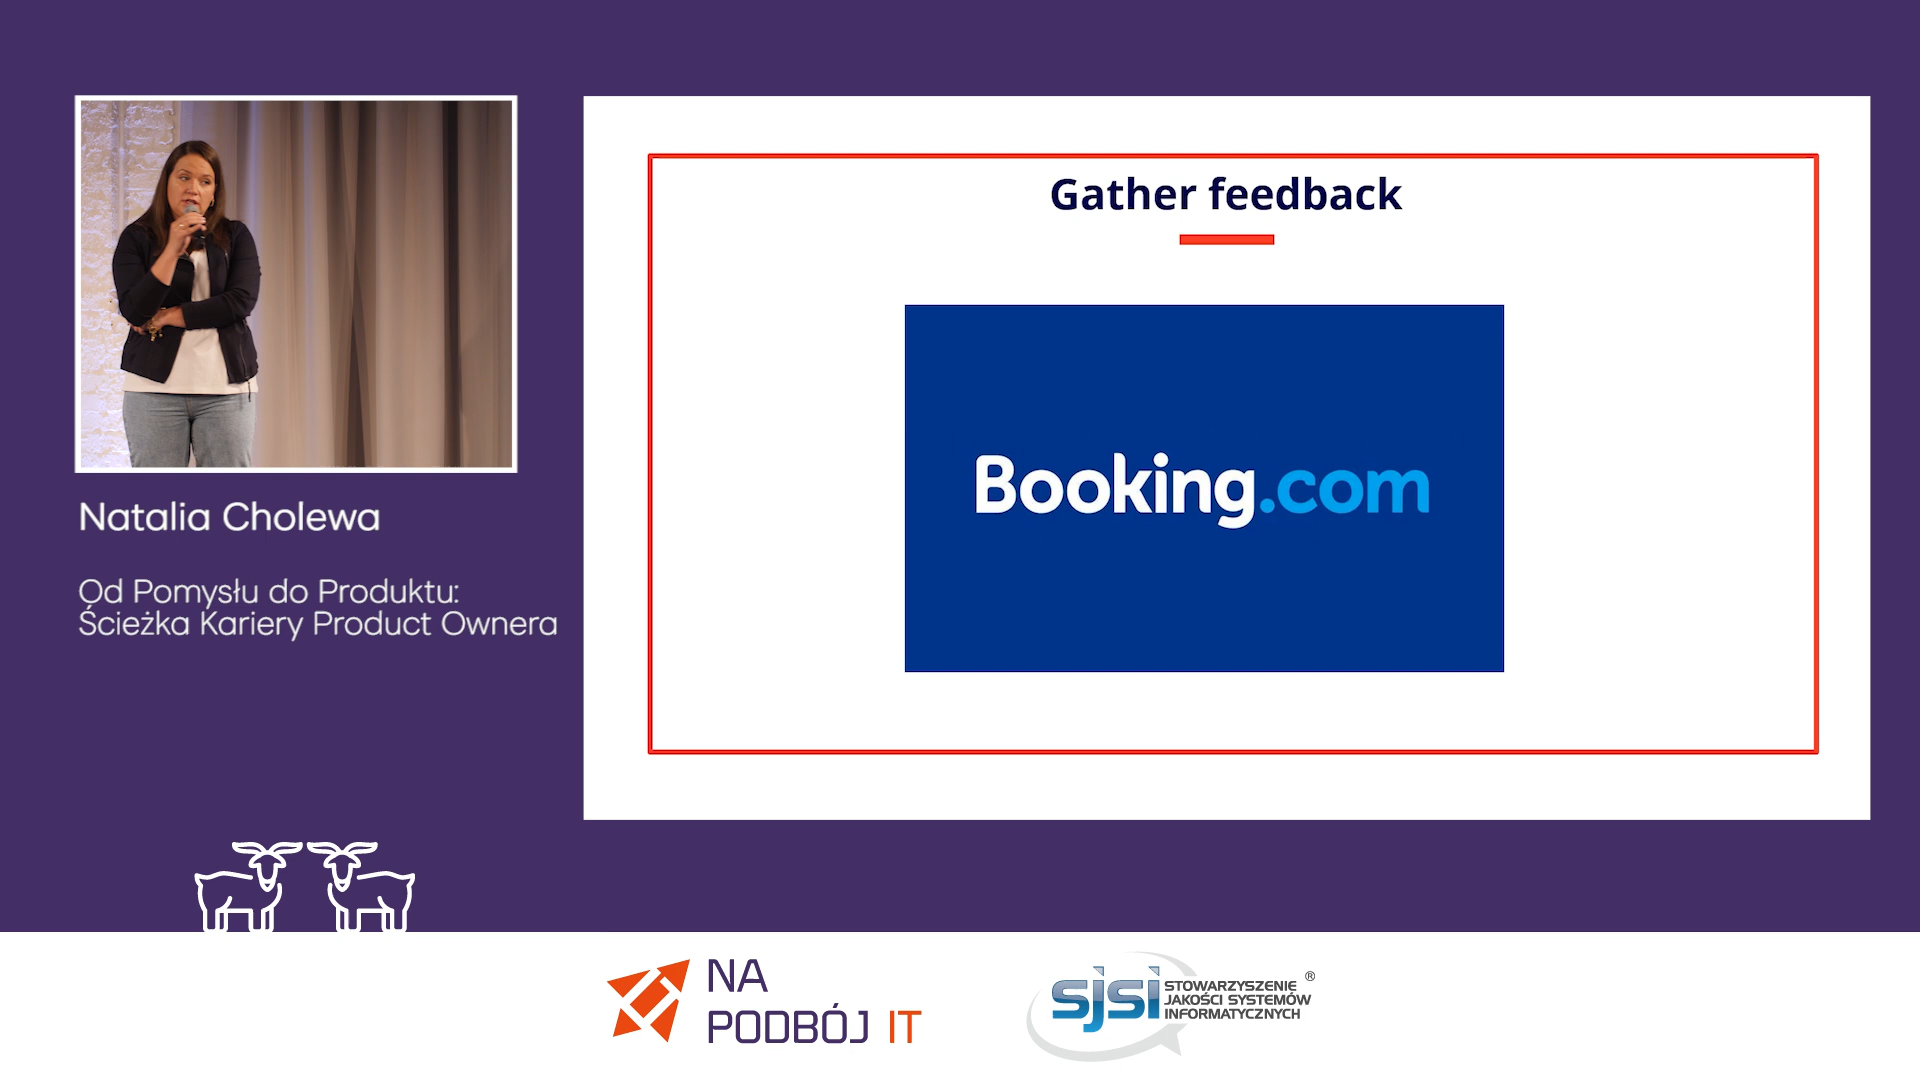 Gather feedback
Booking.com
Natalia Cholewa
Od Pomysłu do Produktu:
Ścieżka Kariery Product Ownera
NA
PODBÓJ IT
sjsi
STOWARZYSZENIE ®
JAKOŚCI SYSTEMÓW
INFORMATYCZNYCH